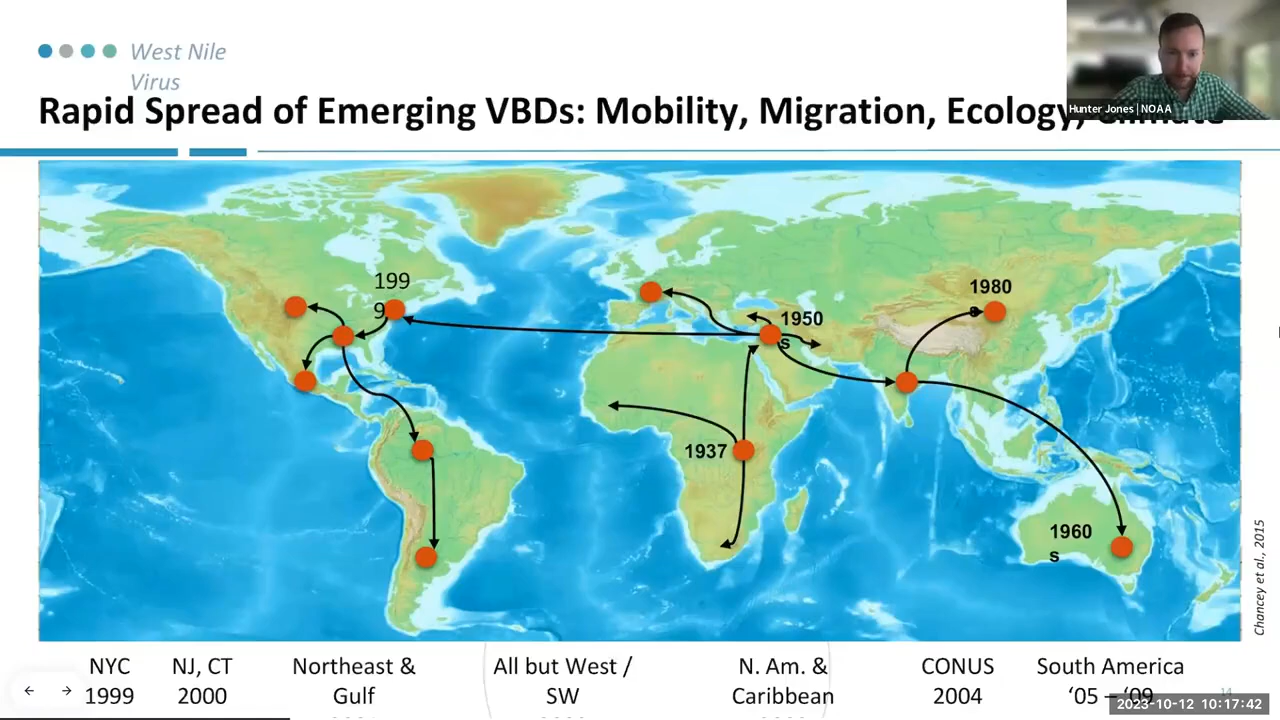 West Nile
Virus
Rapid Spread of Emerging VBDs: Mobility, Migration, Ecology,
Hunter Jones | NOAA
199
9
1950
s
1980
s
1937
1960
s
Chancey et al., 2015
NYC
1999
NJ, CT
2000
Northeast &
Gulf
All but West /
SW
N. Am. &
Caribbean
CONUS
2004
South America
‘05 – ‘09
14
2023-10-12 10:17:42